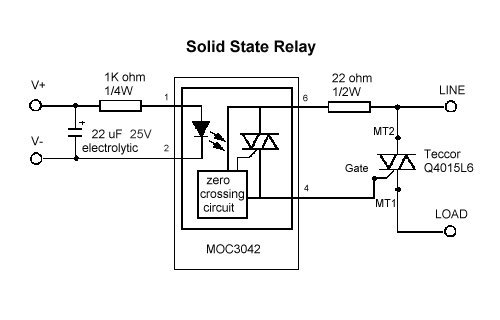 Solid State Relay
V+
1K ohm
1/4W
1
6
22 ohm
1/2W
LINE
+
22 uF 25V
electrolytic
V-
2
MT2
Teccor
Q4015L6
Gate
zero
crossing
circuit
4
MT1
LOAD
MOC3042